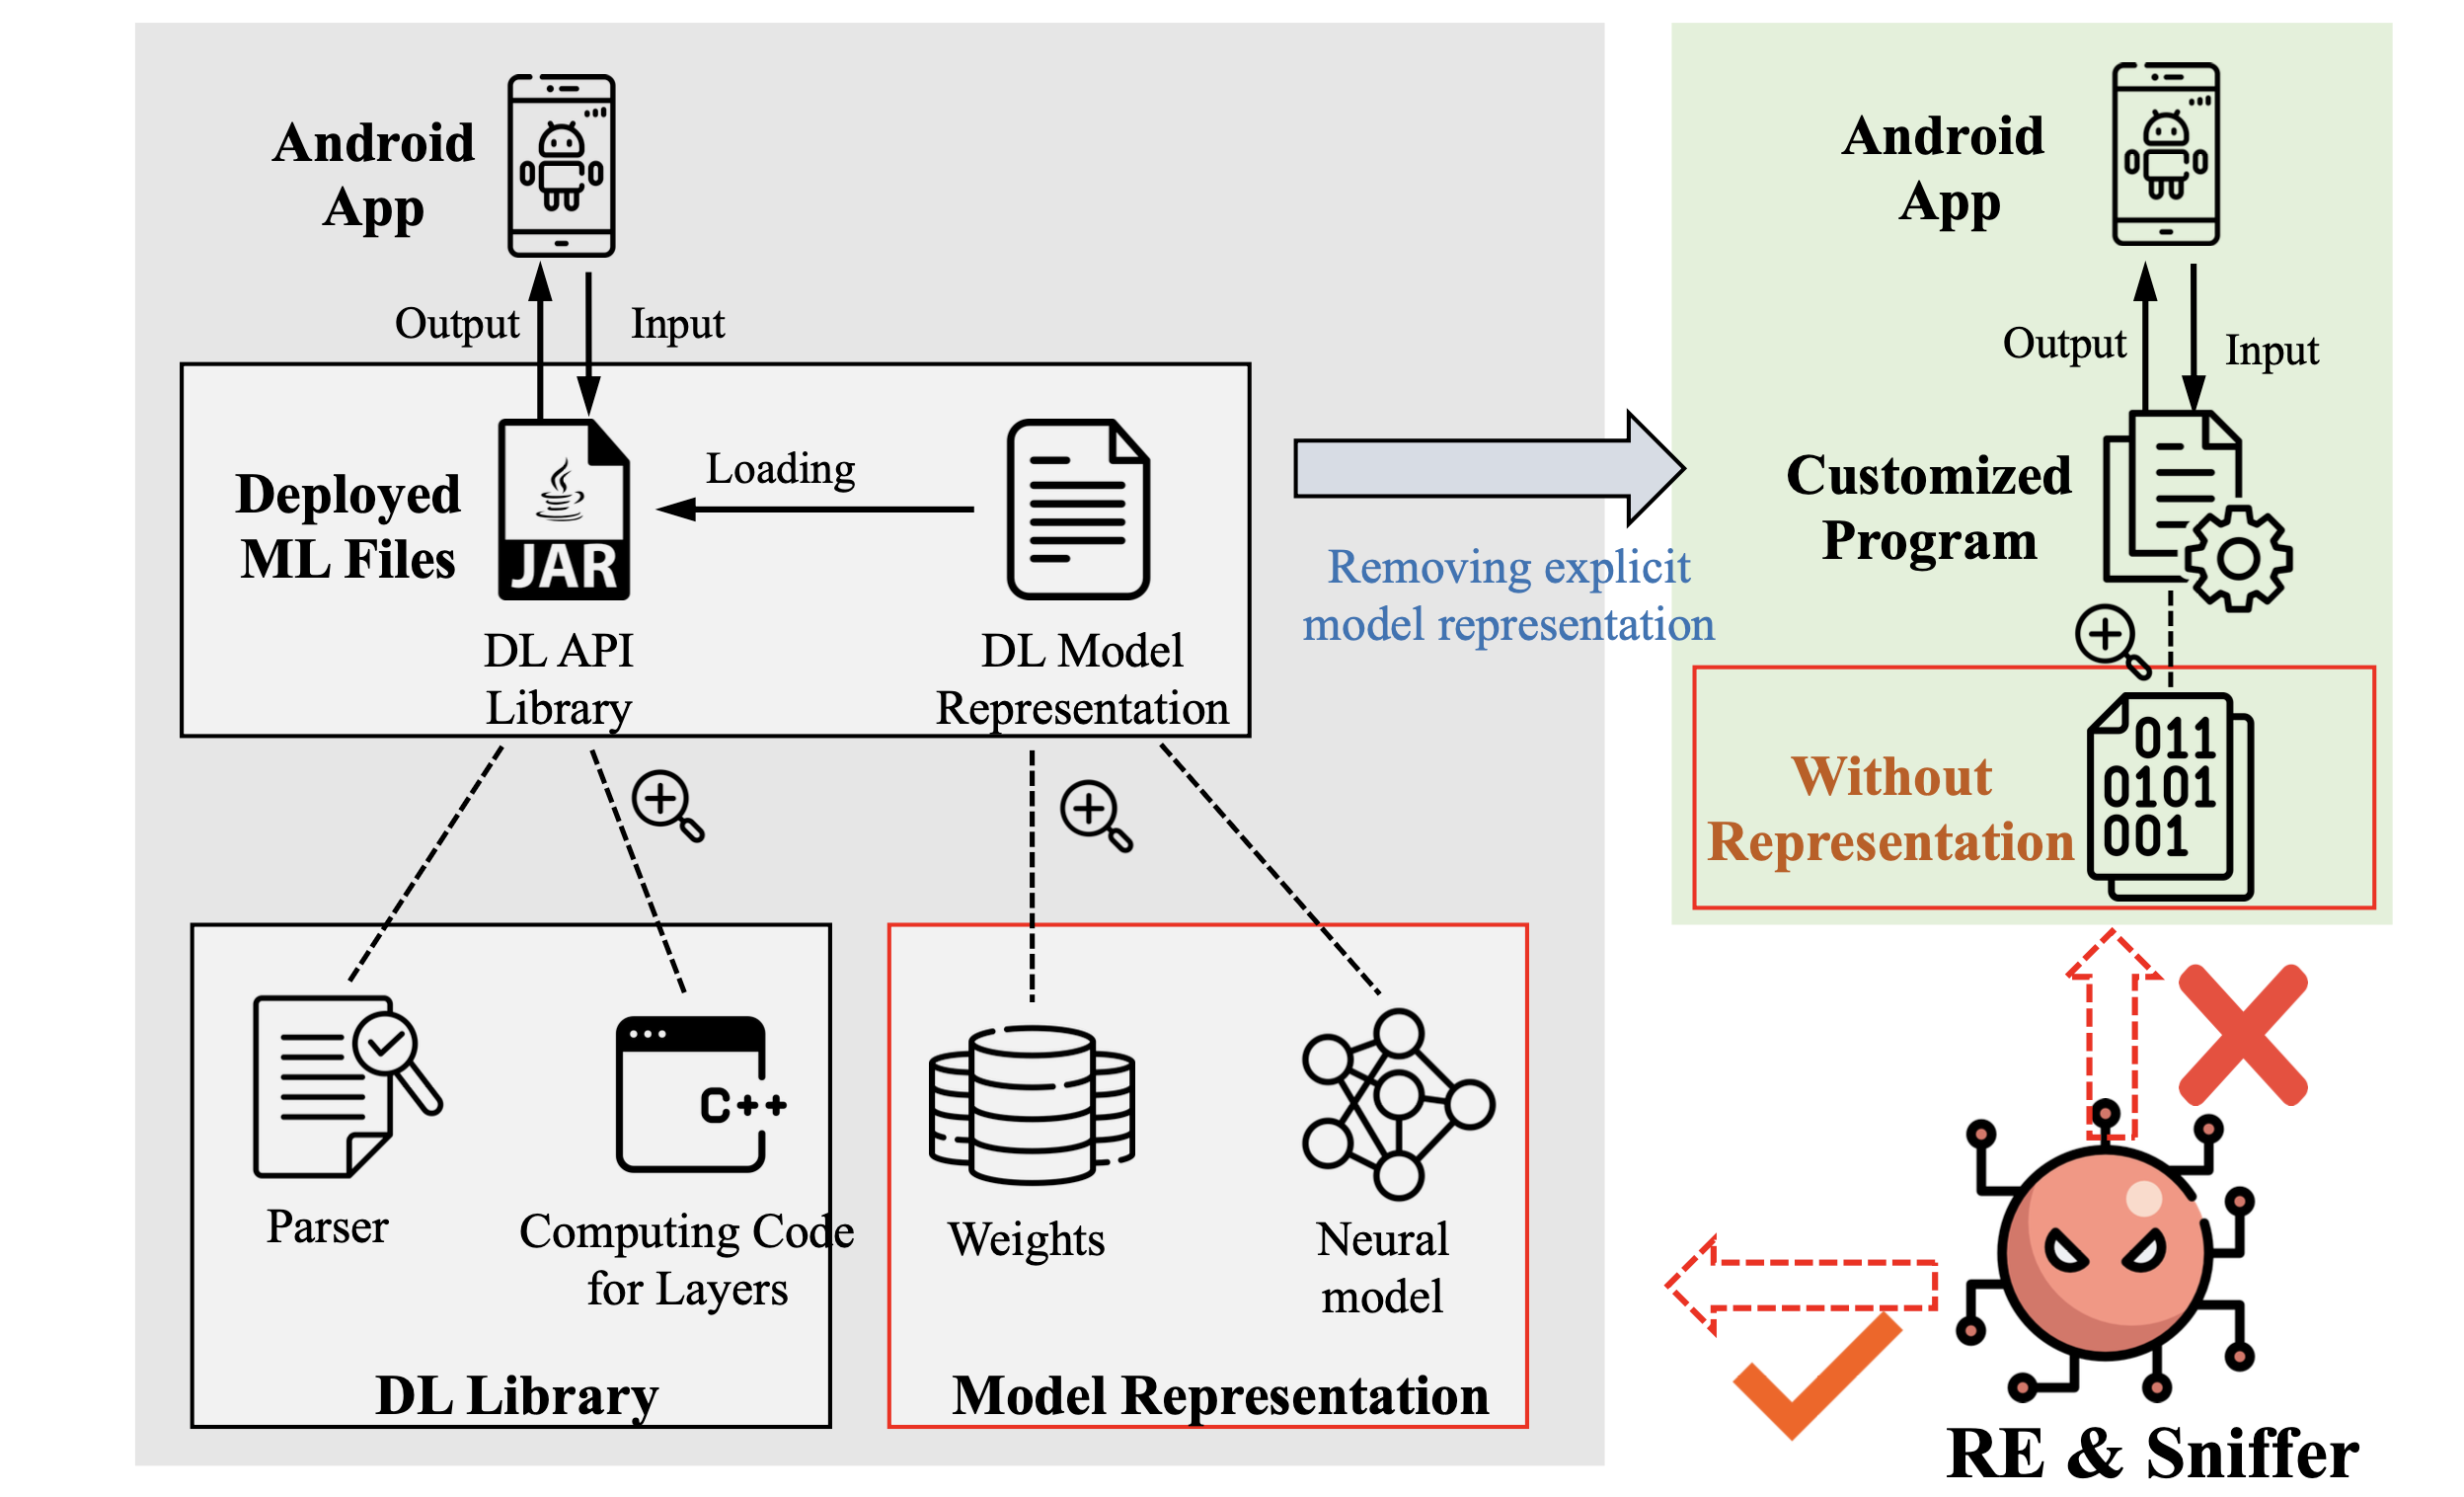 Android
App
Output
Input
Deployed
ML Files
JAR
Loading
DL API
Library
DL Model
Representation
Parser
C++
Computing Code
for Layers
DL Library
Weights
Neural
model
Model Representation
Removing explicit
model representation
Android
App
Output
Input
Customized
Program
Without
Representation
011
0101
001
RE & Sniffer